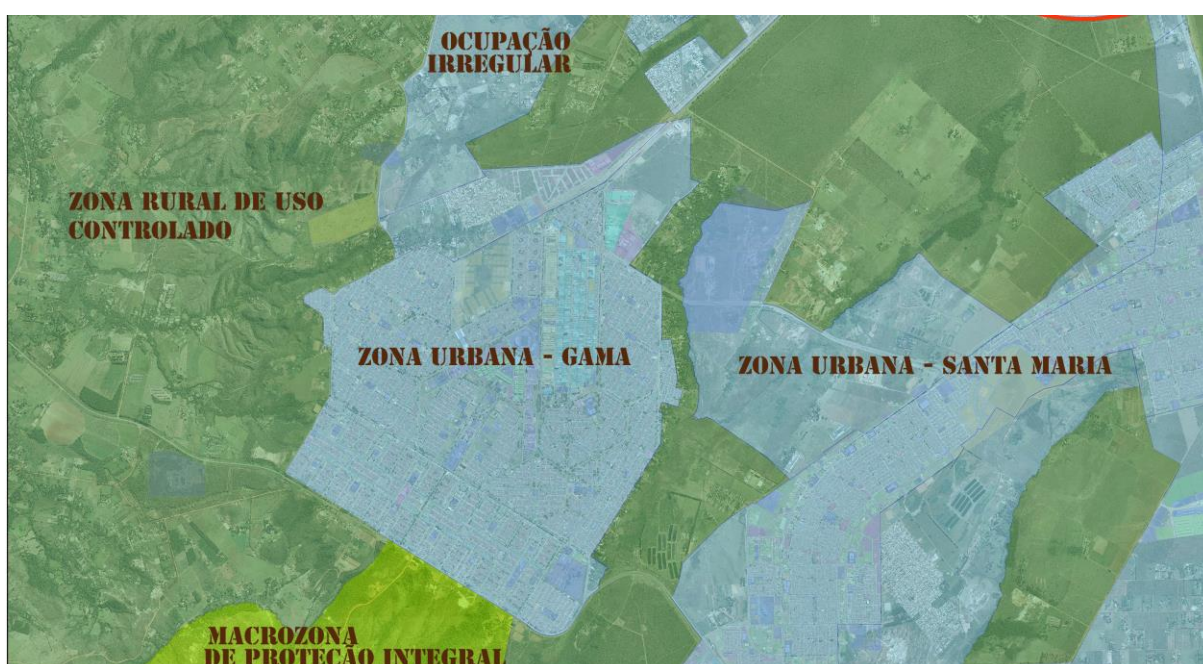 OCUPAÇÃO
IRREGULAR
ZONA RURAL DE USO
CONTROLADO
ZONA URBANA - GAMA
ZONA URBANA - SANTA MARIA
MACROZONA
DE PROTEÇÃO INTEGRAL